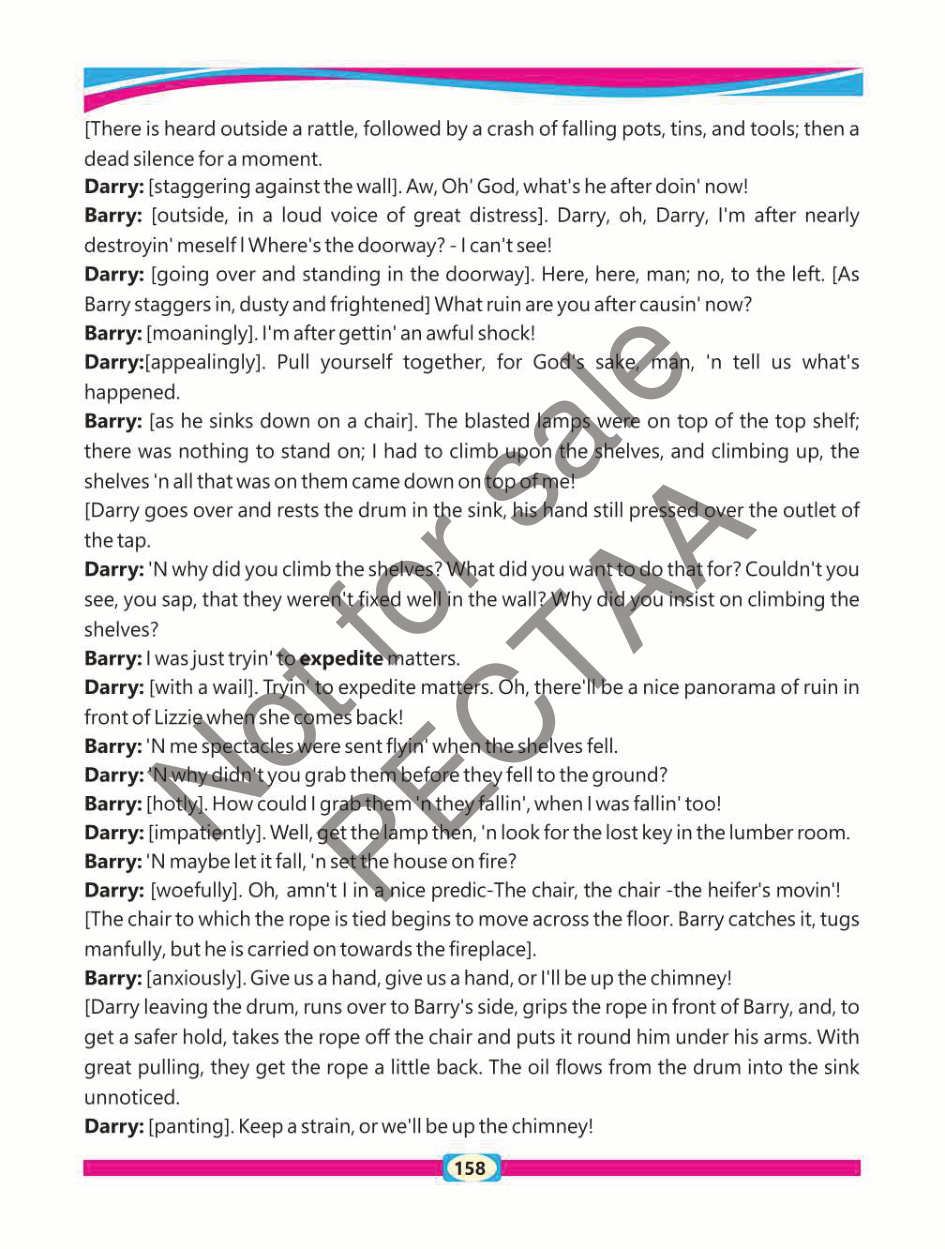 [There is heard outside a rattle, followed by a crash of falling pots, tins, and tools; then a
dead silence for a moment.
Darry: [staggering against the wall]. Aw, Oh' God, what's he after doin' now!
Barry: [outside, in a loud voice of great distress]. Darry, oh, Darry, I'm after nearly
destroyin' meself l Where's the doorway? - I can't see!
Darry: [going over and standing in the doorway]. Here, here, man; no, to the left. [As
Barry staggers in, dusty and frightened] What ruin are you after causin' now?
Barry: [moaningly]. I'm after gettin' an awful shock!
Darry:[appealingly]. Pull yourself together, for God's sake, man, 'n tell us what's
happened.
Barry: [as he sinks down on a chair]. The blasted lamps were on top of the top shelf;
there was nothing to stand on; I had to climb upon the shelves, and climbing up, the
shelves 'n all that was on them came down on top of me!
[Darry goes over and rests the drum in the sink, his hand still pressed over the outlet of
the tap.
Darry: 'N why did you climb the shelves? What did you want to do that for? Couldn't you
see, you sap, that they weren't fixed well in the wall? Why did you insist on climbing the
shelves?
Barry: I was just tryin' to expedite matters.
Darry: [with a wail]. Tryin' to expedite matters. Oh, there'll be a nice panorama of ruin in
front of Lizzie when she comes back!
Barry: 'N me spectacles were sent flyin' when the shelves fell.
Darry: 'N why didn't you grab them before they fell to the ground?
Barry: [hotly]. How could I grab them 'n they fallin', when I was fallin' too!
Darry: [impatiently]. Well, get the lamp then, 'n look for the lost key in the lumber room.
Barry: 'N maybe let it fall, 'n set the house on fire?
Darry: [woefully]. Oh, amn't I in a nice predic-The chair, the chair -the heifer's movin'!
[The chair to which the rope is tied begins to move across the floor. Barry catches it, tugs
manfully, but he is carried on towards the fireplace].
Barry: [anxiously]. Give us a hand, give us a hand, or I'll be up the chimney!
[Darry leaving the drum, runs over to Barry's side, grips the rope in front of Barry, and, to
get a safer hold, takes the rope off the chair and puts it round him under his arms. With
great pulling, they get the rope a little back. The oil flows from the drum into the sink
unnoticed.
Darry: [panting]. Keep a strain, or we'll be up the chimney!
158
Not for sale
PECTAA